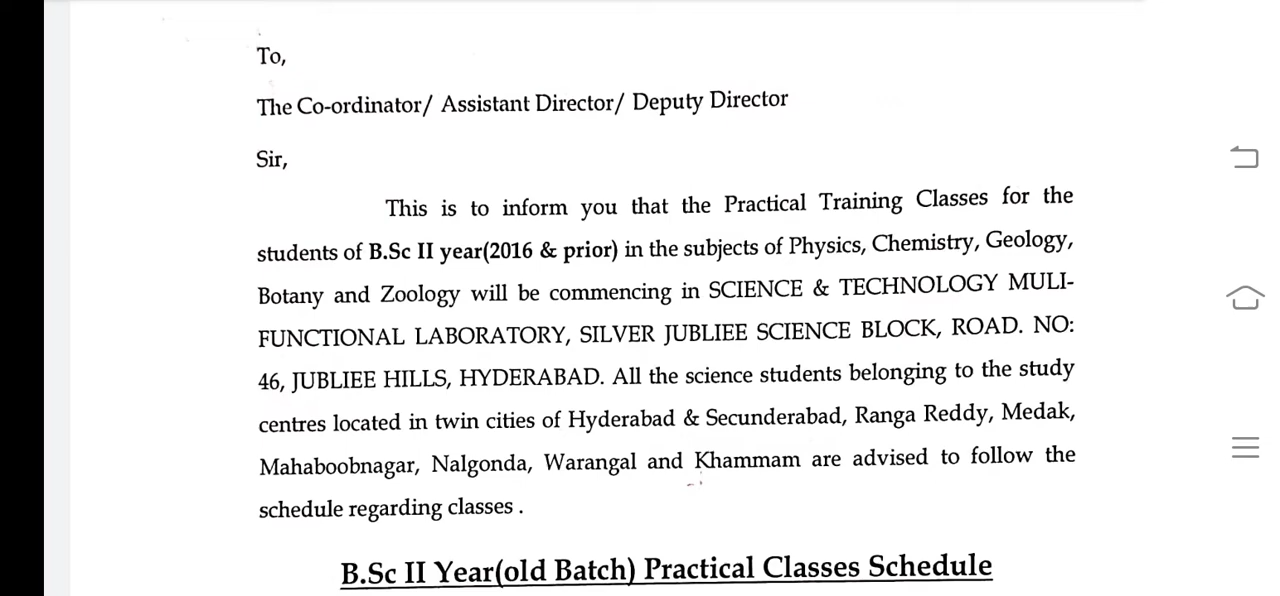 To,
The Co-ordinator/ Assistant Director/ Deputy Director
Sir,
This is to inform you that the Practical Training Classes for the
students of B.Sc II year(2016 & prior) in the subjects of Physics, Chemistry, Geology,
Botany and Zoology will be commencing in SCIENCE & TECHNOLOGY MULI-
FUNCTIONAL LABORATORY, SILVER JUBLIEE SCIENCE BLOCK, ROAD. NO:
46, JUBLIEE HILLS, HYDERABAD. All the science students belonging to the study
centres located in twin cities of Hyderabad & Secunderabad, Ranga Reddy, Medak,
Mahaboobnagar, Nalgonda, Warangal and Khammam are advised to follow the
schedule regarding classes .
B.Sc II Year(old Batch) Practical Classes Schedule